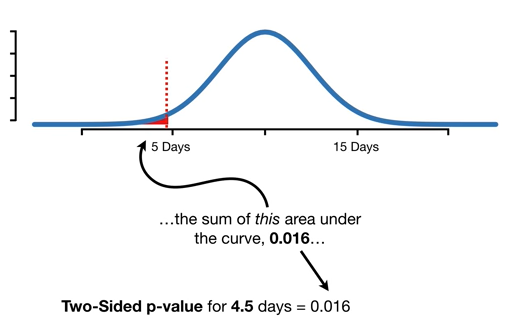 5 Days
15 Days
…the sum of this area under
the curve, 0.016…
Two-Sided p-value for 4.5 days = 0.016